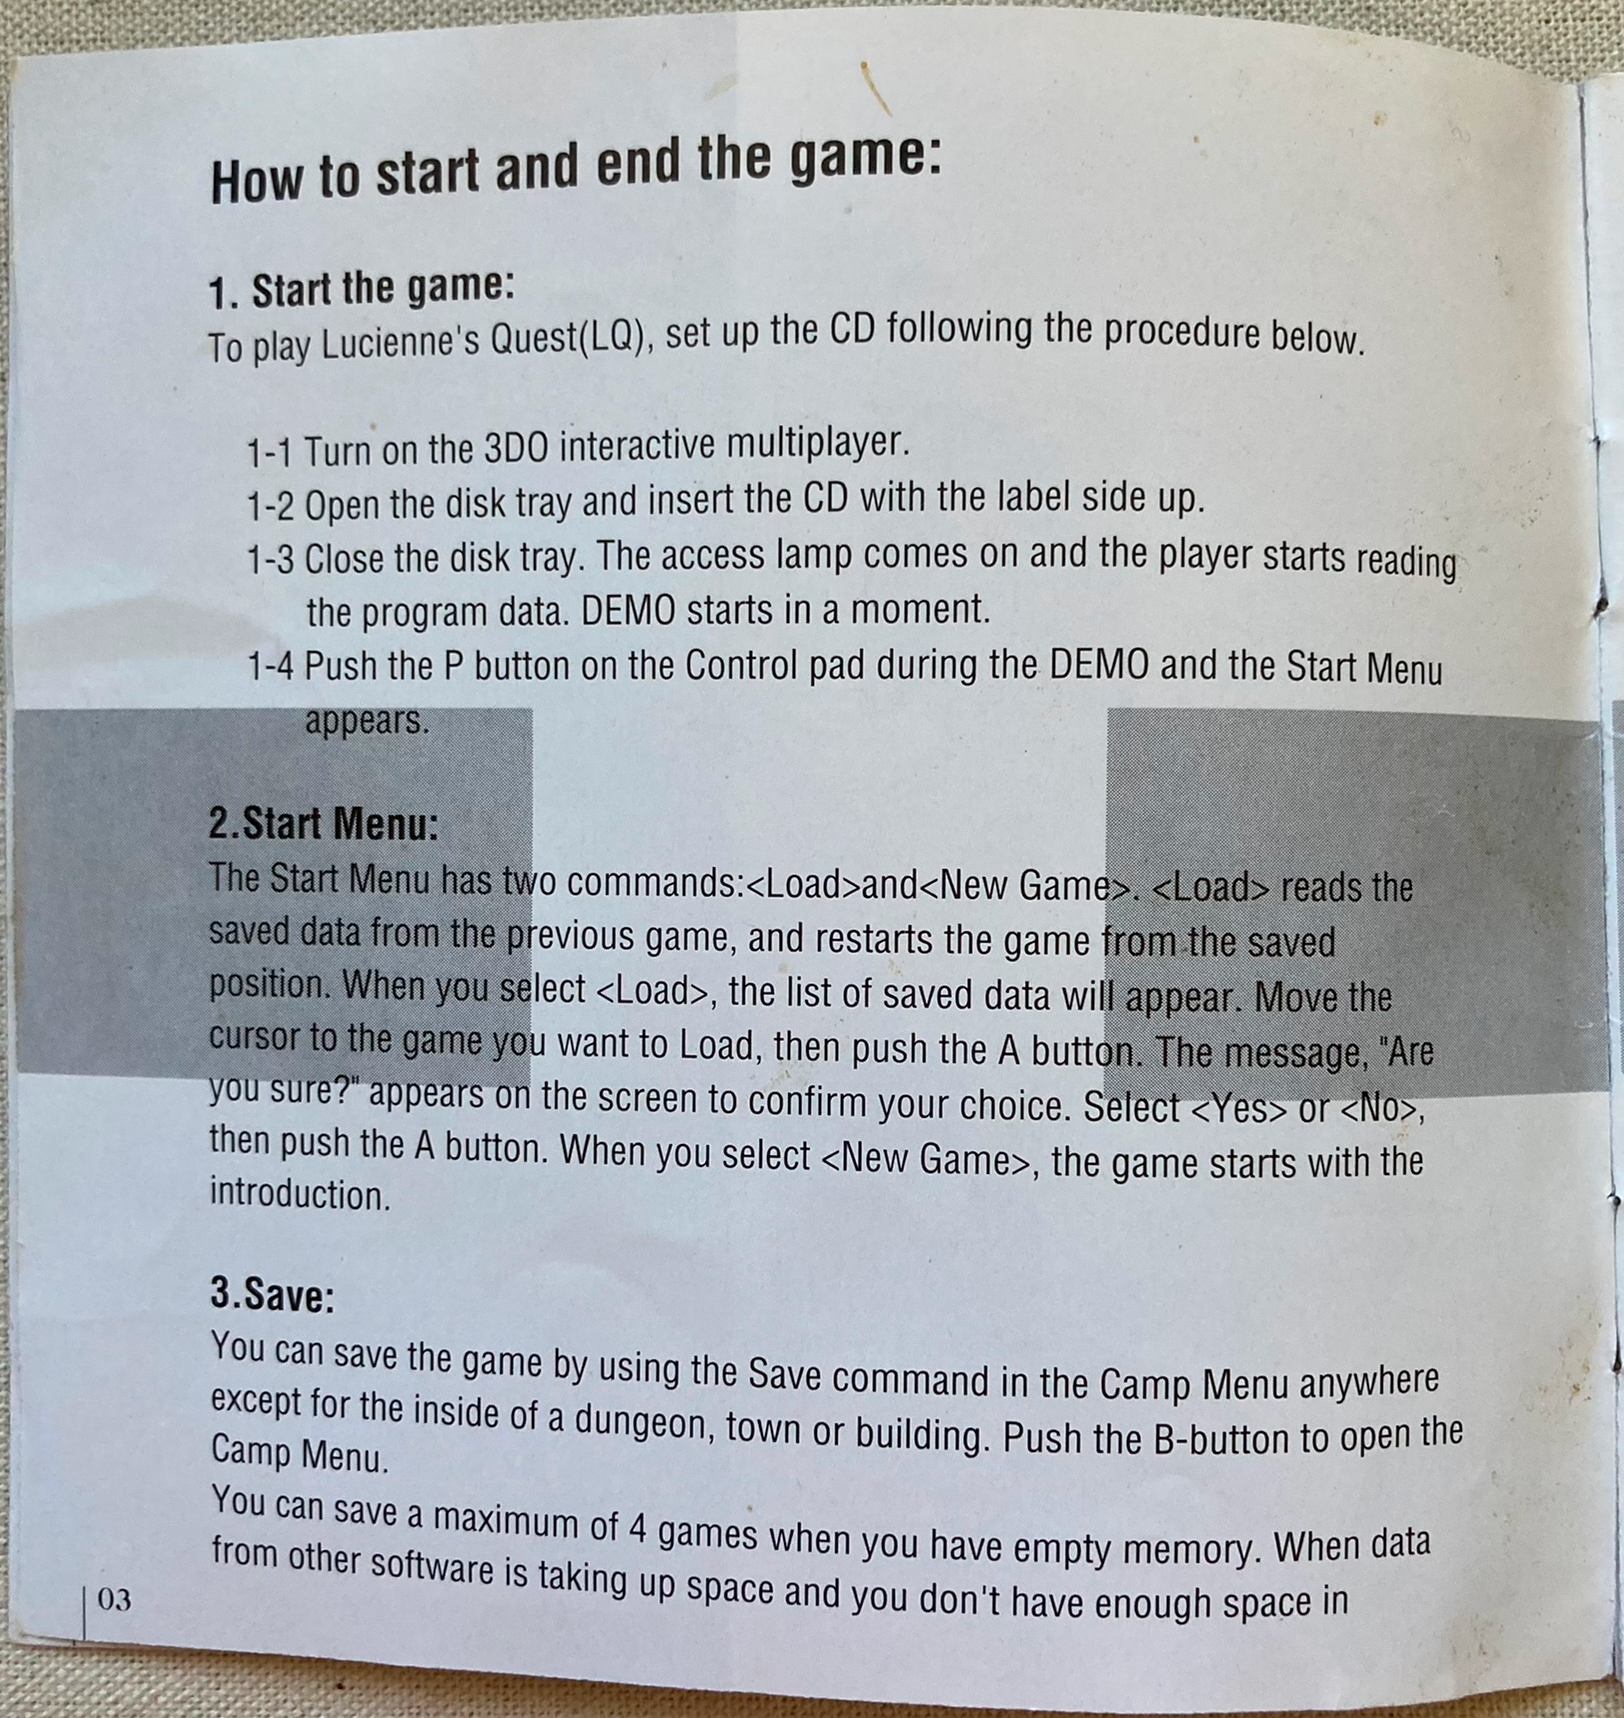 How to start and end the game:
1. Start the game:
To play Lucienne's Quest(LQ), set up the CD following the procedure below.
1-1 Turn on the 3DO interactive multiplayer.
1-2 Open the disk tray and insert the CD with the label side up.
1-3 Close the disk tray. The access lamp comes on and the player starts reading
the program data. DEMO starts in a moment.
1-4 Push the P button on the Control pad during the DEMO and the Start Menu
appears.
2.Start Menu:
The Start Menu has two commands:<Load>and<New Game>. <Load> reads the
saved data from the previous game, and restarts the game from the saved
position. When you select <Load>, the list of saved data will appear. Move the
cursor to the game you want to Load, then push the A button. The message, "Are
you sure?" appears on the screen to confirm your choice. Select <Yes> or <No>,
then push the A button. When you select <New Game>, the game starts with the
introduction.
3.Save:
You can save the game by using the Save command in the Camp Menu anywhere
except for the inside of a dungeon, town or building. Push the B-button to open the
Camp Menu.
You can save a maximum of 4 games when you have empty memory. When data
from other software is taking up space and you don't have enough space in
03